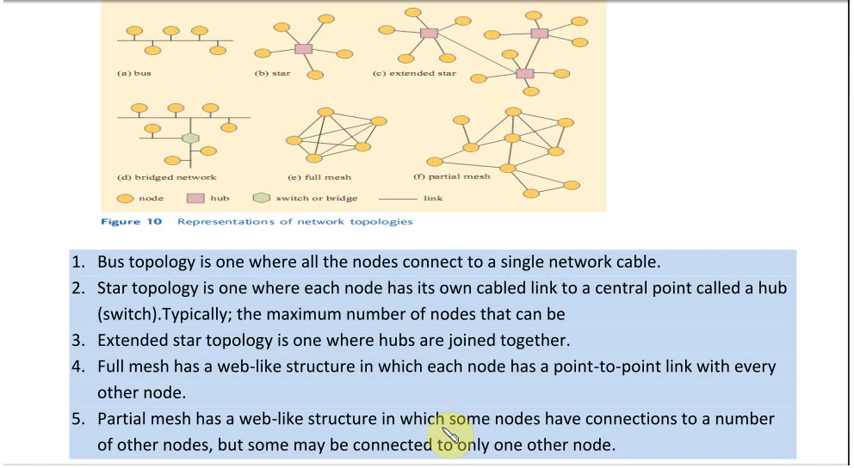 (a) bus
(b) star
(c) extended star
(d) bridged network
(e) full mesh
(f) partial mesh
node
hub
switch or bridge
link
Figure 10 Representations of network topologies
1. Bus topology is one where all the nodes connect to a single network cable.
2. Star topology is one where each node has its own cabled link to a central point called a hub
(switch).Typically; the maximum number of nodes that can be
3. Extended star topology is one where hubs are joined together.
4. Full mesh has a web-like structure in which each node has a point-to-point link with every
other node.
5. Partial mesh has a web-like structure in which some nodes have connections to a number
of other nodes, but some may be connected to only one other node.